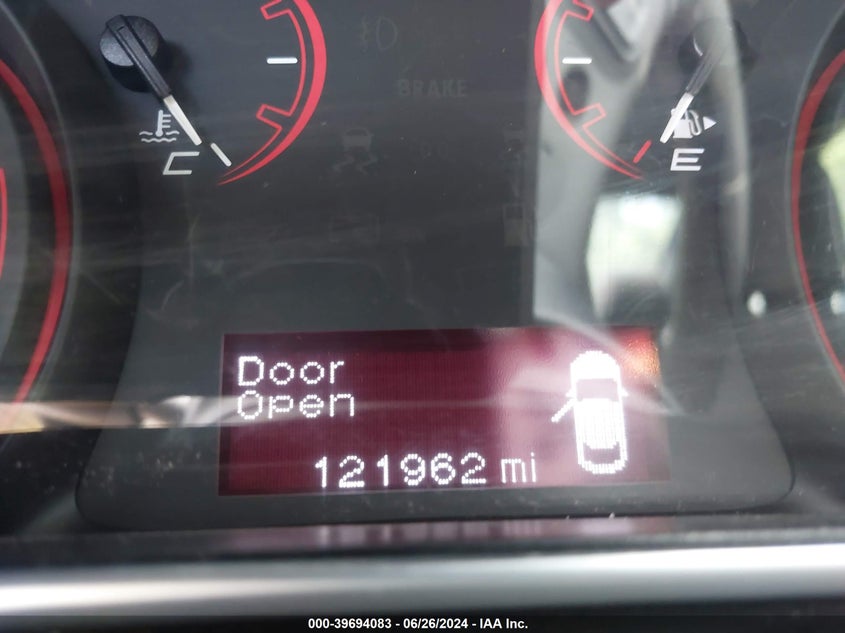 BRAKE
C
E
Door
Open
121962 mi
000-39694083 - 06/26/2024 - IAA Inc.